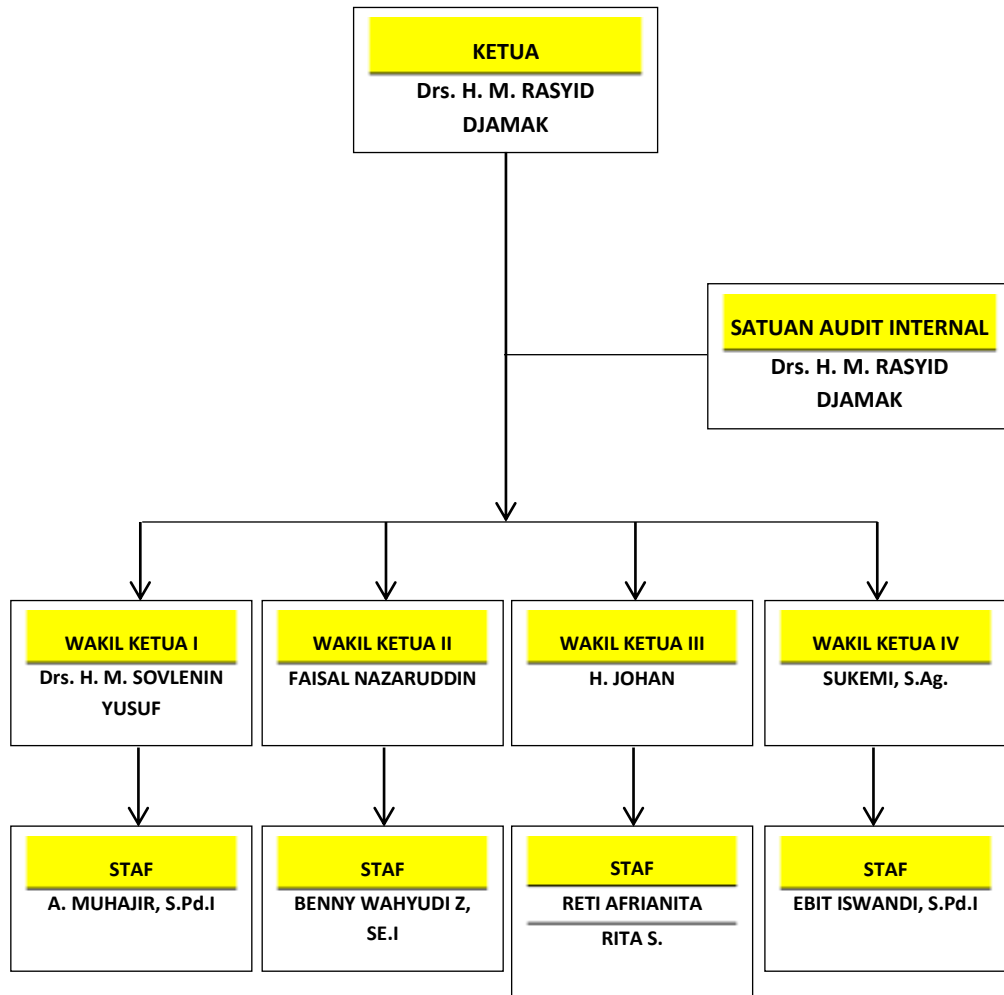 KETUA
Drs. H. M. RASYID
DJAMAK
SATUAN AUDIT INTERNAL
Drs. H. M. RASYID
DJAMAK
WAKIL KETUA I
Drs. H. M. SOVLENIN
YUSUF
WAKIL KETUA II
FAISAL NAZARUDDIN
WAKIL KETUA III
H. JOHAN
WAKIL KETUA IV
SUKEMI, S.Ag.
STAF
A. MUHAJIR, S.Pd.I
STAF
BENNY WAHYUDI Z,
SE.I
STAF
RETI AFRIANITA
RITA S.
STAF
EBIT ISWANDI, S.Pd.I